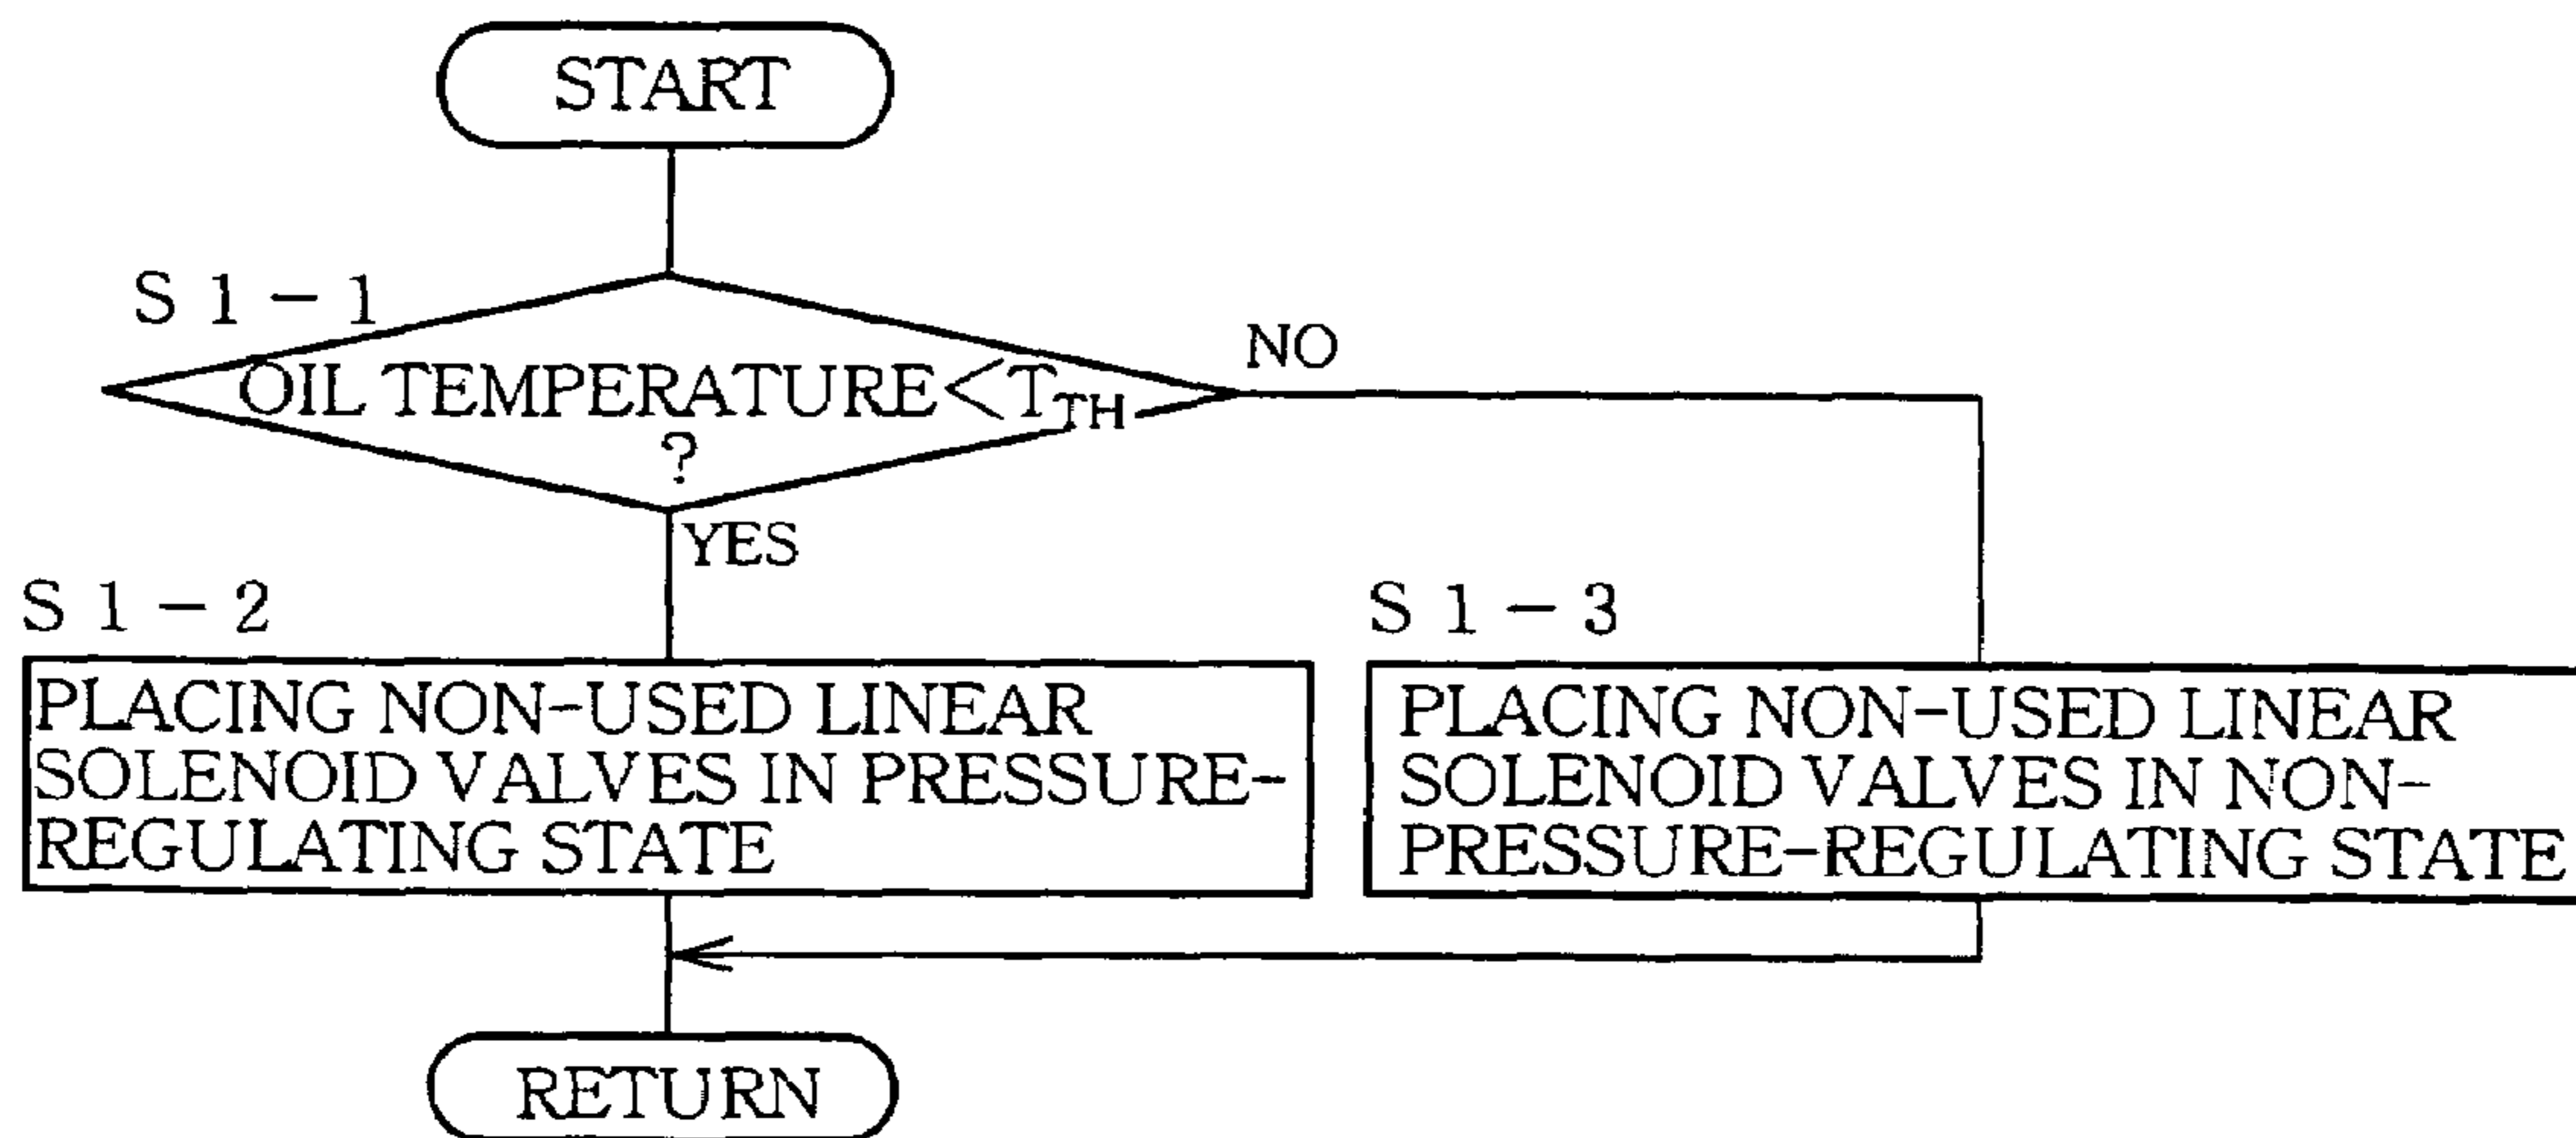 START
S 1 - 1
NO
OIL TEMPERATURE<T_TH
?
YES
S 1 - 2
PLACING NON-USED LINEAR
SOLENOID VALVES IN PRESSURE-
REGULATING STATE
S 1 - 3
PLACING NON-USED LINEAR
SOLENOID VALVES IN NON-
PRESSURE-REGULATING STATE
RETURN